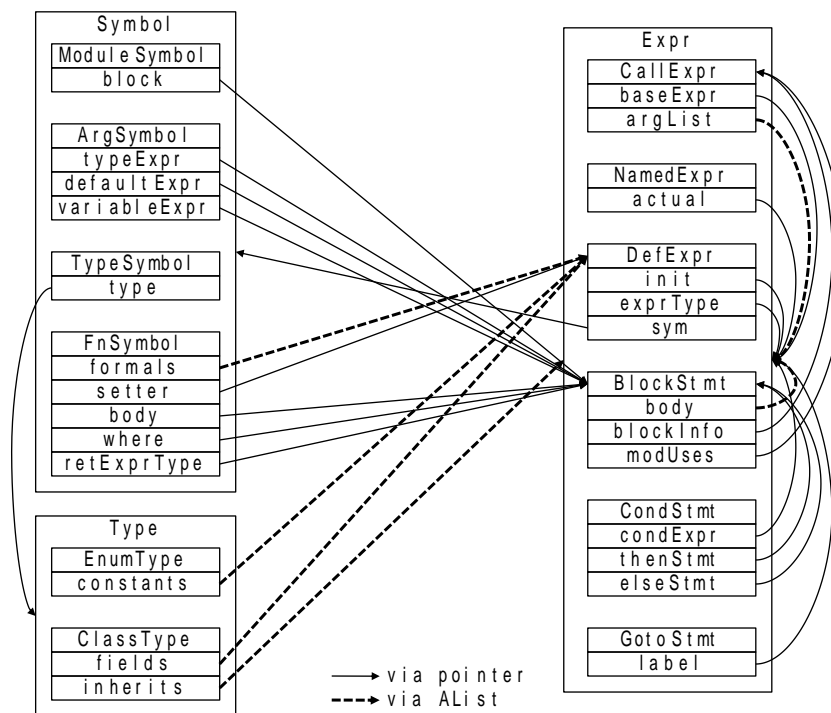 Symbol
ModuleSymbol
block
ArgSymbol
typeExpr
defaultExpr
variableExpr
TypeSymbol
type
FnSymbol
formals
setter
body
where
retExprType
Type
EnumType
constants
ClassType
fields
inherits
via pointer
via AList
Expr
CallExpr
baseExpr
argList
NamedExpr
actual
DefExpr
init
exprType
sym
BlockStmt
body
blockInfo
modUses
CondStmt
condExpr
thenStmt
elseStmt
GotoStmt
label